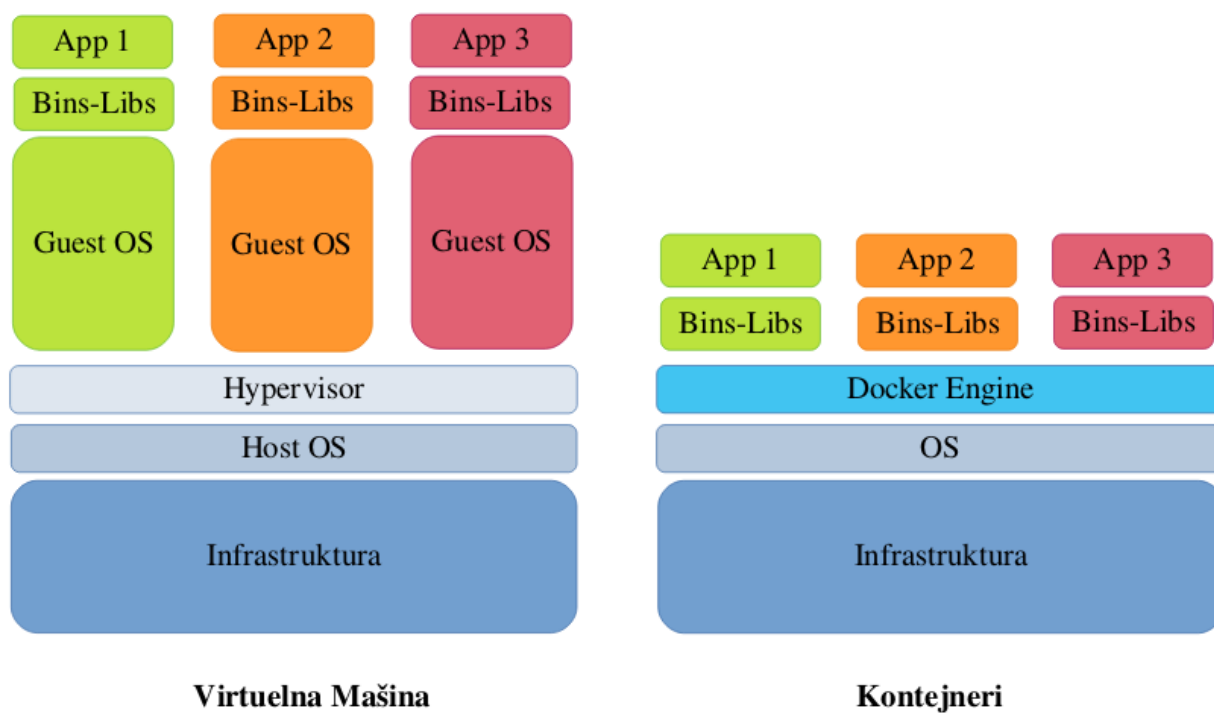 App 1
App 2
App 3
Bins-Libs
Bins-Libs
Bins-Libs
Guest OS
Guest OS
Guest OS
Hypervisor
Host OS
Infrastruktura
Virtuelna Mašina
App 1
App 2
App 3
Bins-Libs
Bins-Libs
Bins-Libs
Docker Engine
OS
Infrastruktura
Kontejneri